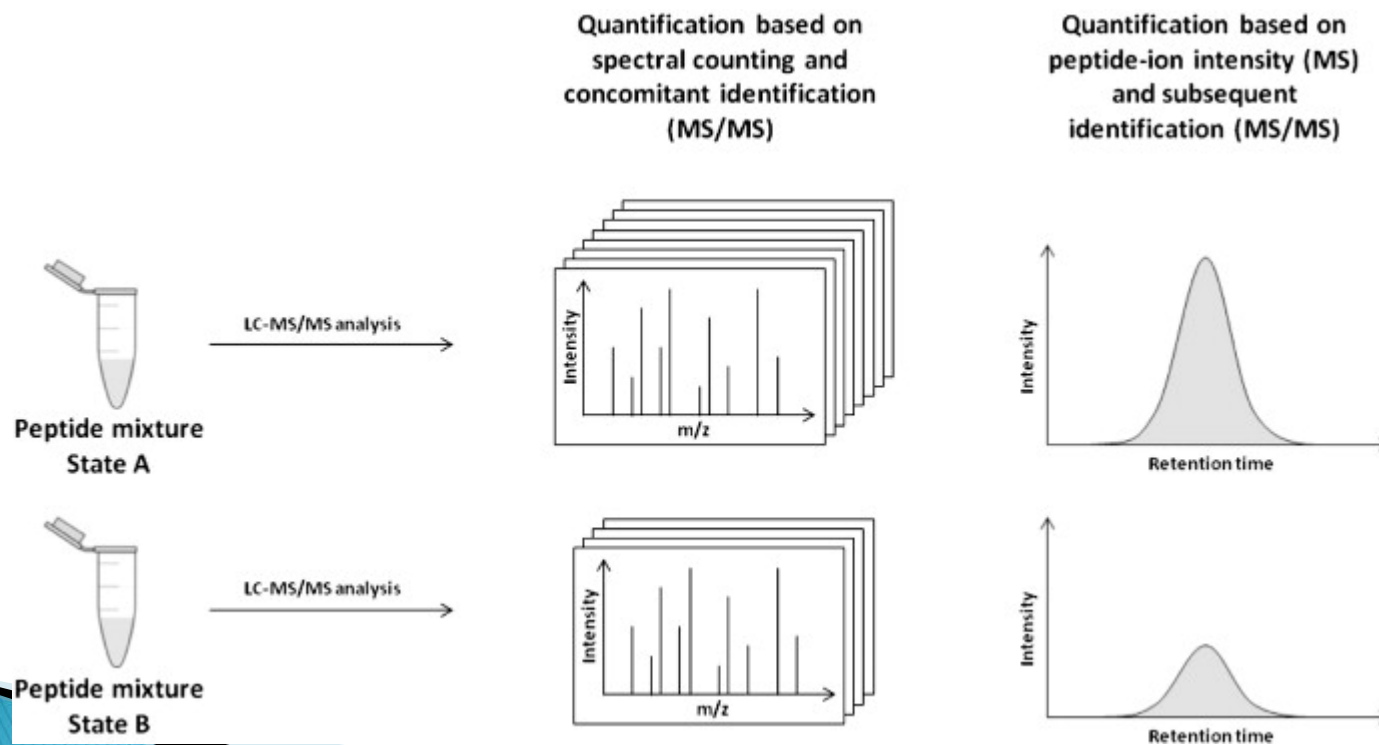 Quantification based on
spectral counting and
concomitant identification
(MS/MS)
Quantification based on
peptide-ion intensity (MS)
and subsequent
identification (MS/MS)
LC-MS/MS analysis
Peptide mixture
State A
Intensity
m/z
Intensity
Retention time
LC-MS/MS analysis
Peptide mixture
State B
Intensity
m/z
Intensity
Retention time